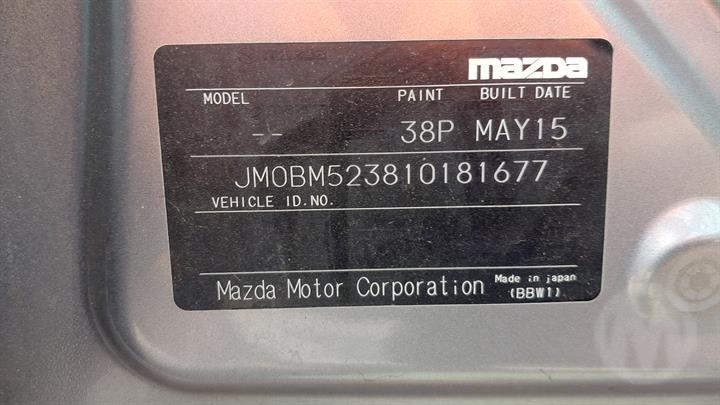 mazda
MODEL PAINT BUILT DATE
-- 38P MAY15
JM0BM523810181677
VEHICLE ID.NO.
Mazda Motor Corporation Made in japan
(BBW1)